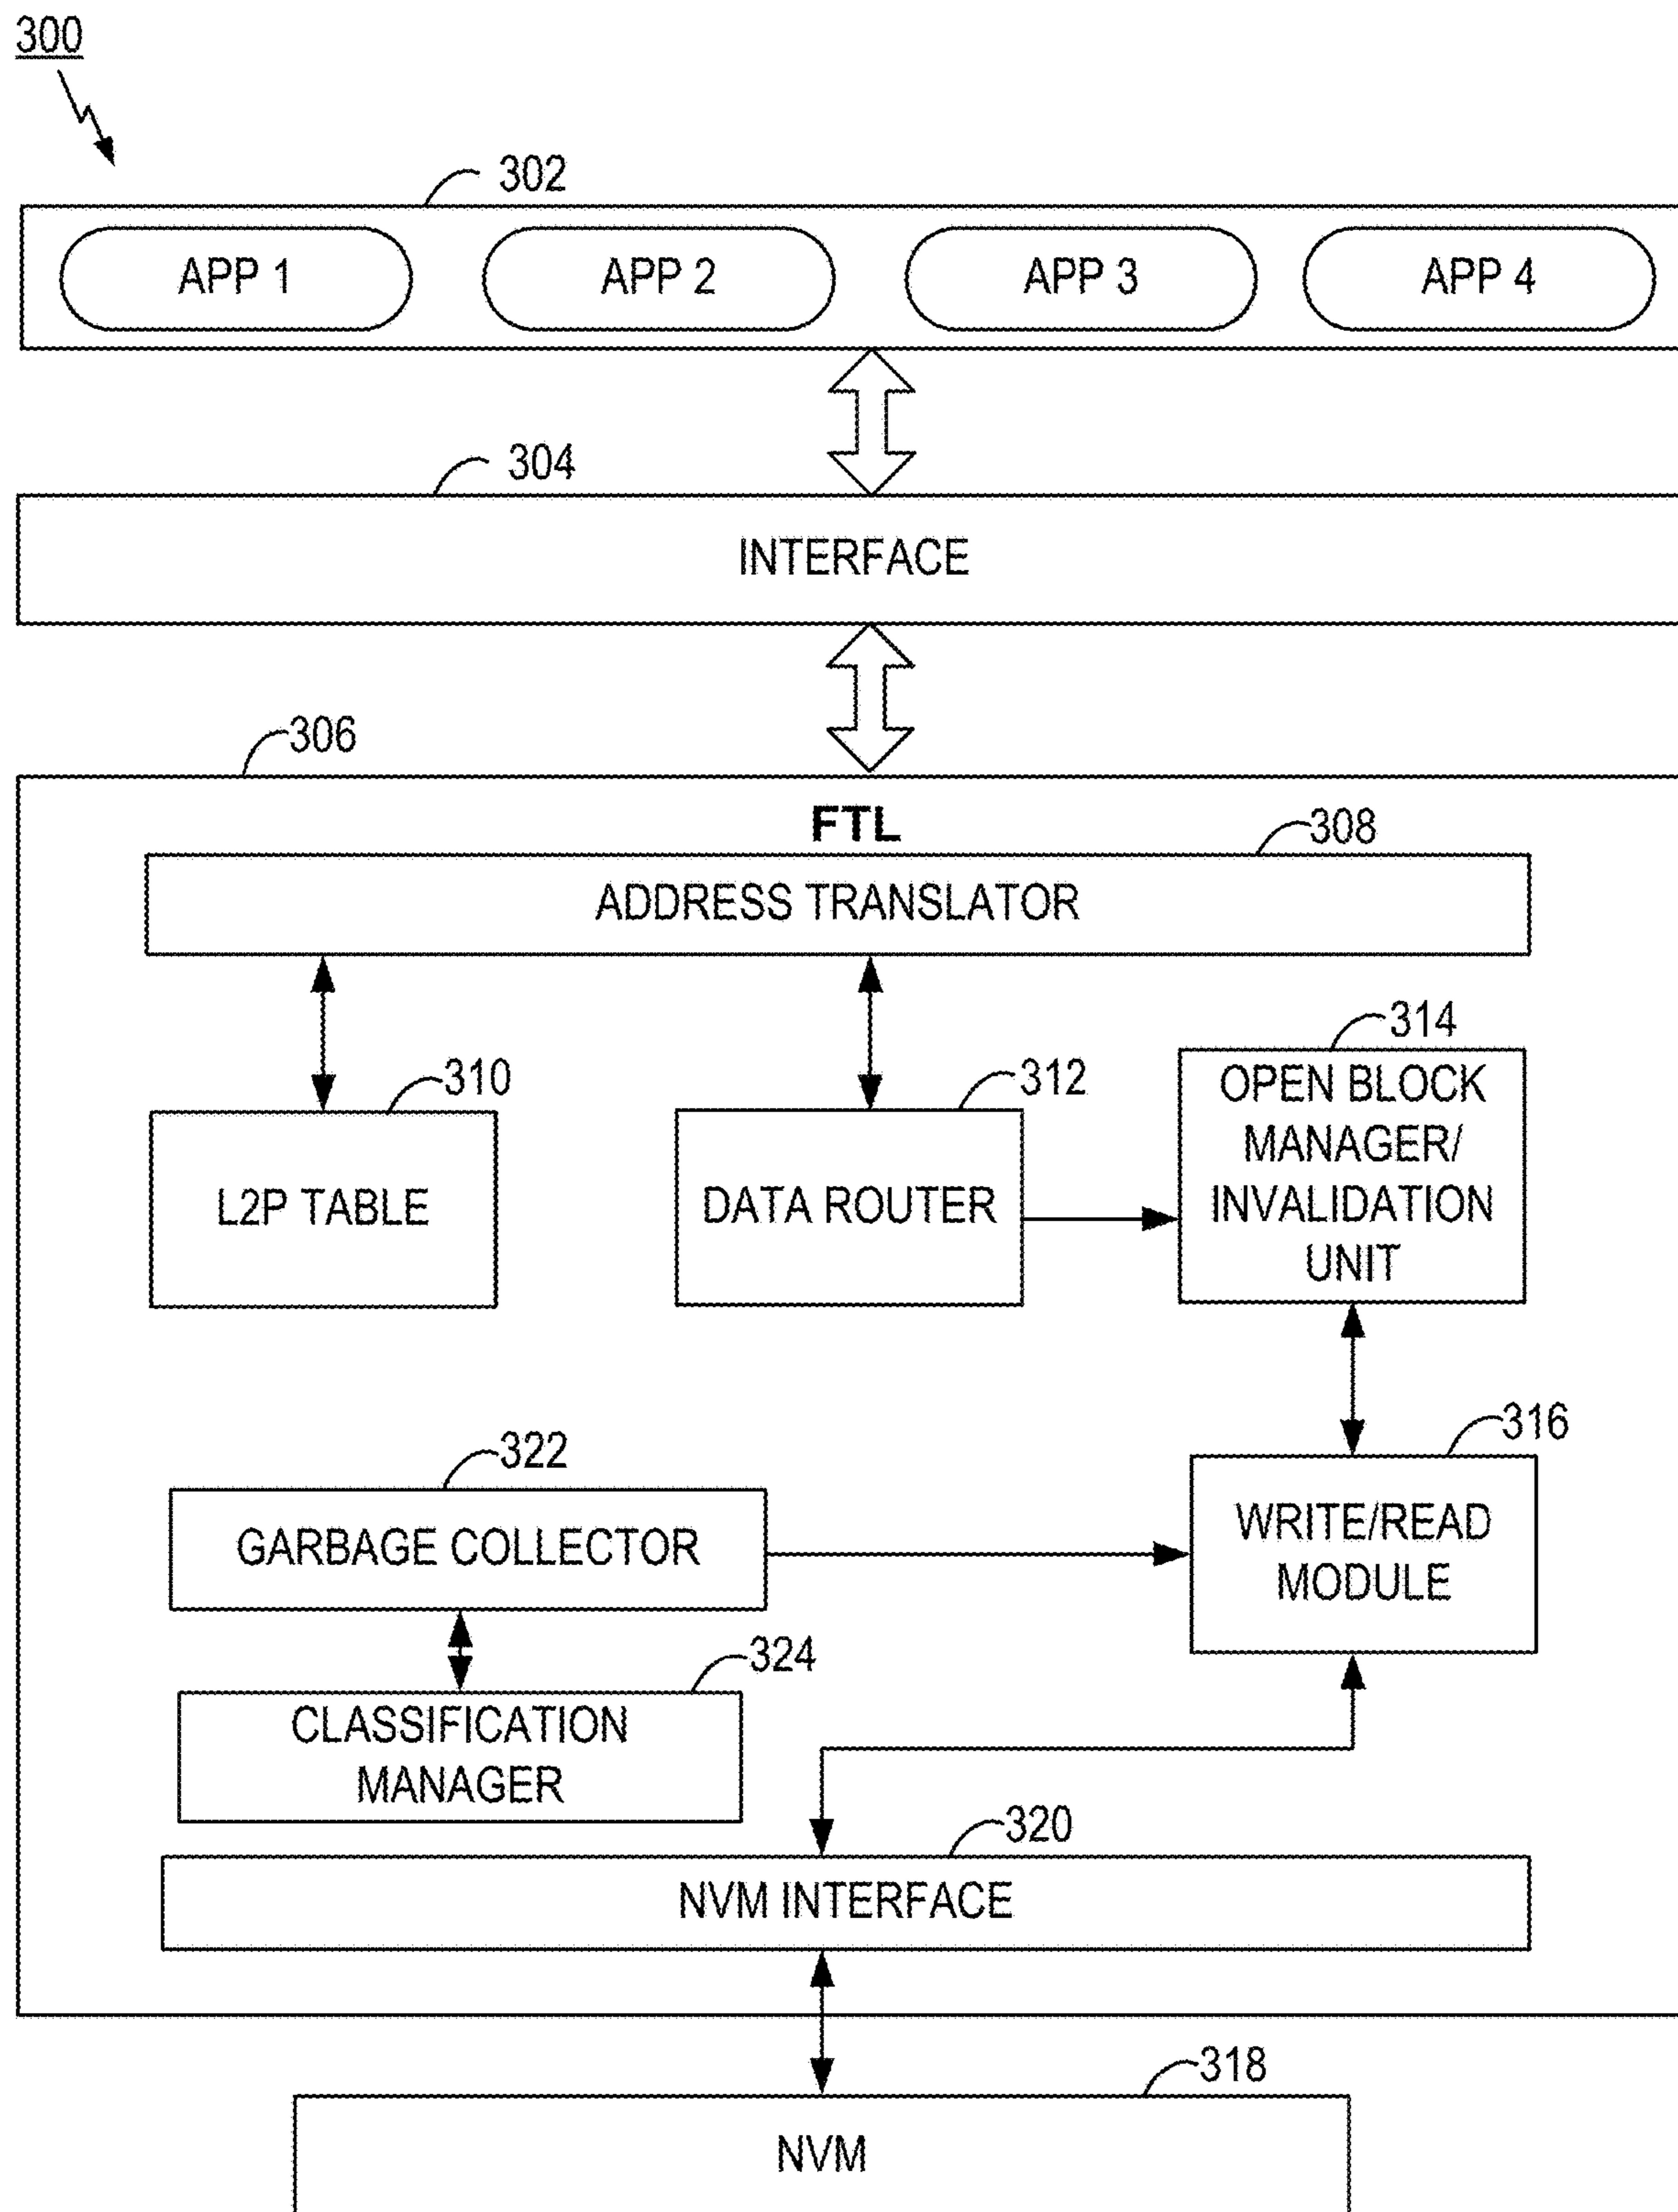 300
302
APP 1 APP 2 APP 3 APP 4
304
INTERFACE
306
FTL
308
ADDRESS TRANSLATOR
310
L2P TABLE
312
DATA ROUTER
314
OPEN BLOCK
MANAGER/
INVALIDATION
UNIT
316
WRITE/READ
MODULE
322
GARBAGE COLLECTOR
324
CLASSIFICATION
MANAGER
320
NVM INTERFACE
318
NVM